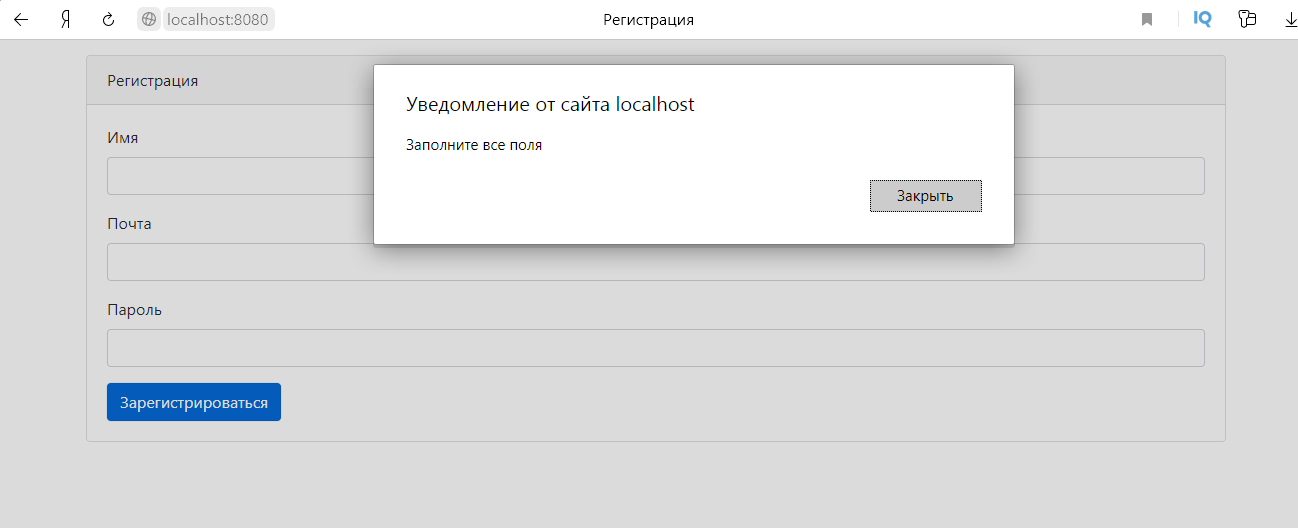 Я localhost:8080 Регистрация IQ
Регистрация
Уведомление от сайта localhost
Заполните все поля
Закрыть
Имя
Почта
Пароль
Зарегистрироваться